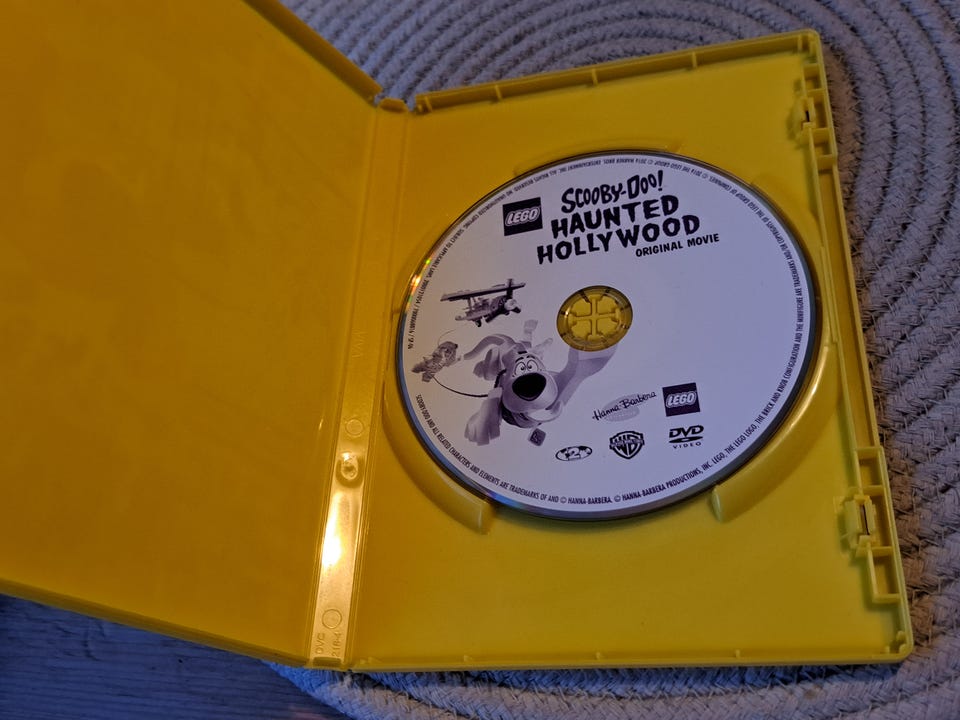 LEGO
SCOOBY-DOO!
HAUNTED
HOLLYWOOD
ORIGINAL MOVIE
Hanna-Barbera
LEGO
WB
DVD
VIDEO
AND ALL RELATED CHARACTERS AND ELEMENTS ARE TRADEMARKS OF AND © HANNA-BARBERA. © HANNA-BARBERA PRODUCTIONS, INC. LEGO, THE LEGO LOGO, THE BRICK AND KNOB CONFIGURATION AND THE MINIFIGURE ARE TRADEMARKS
DVC